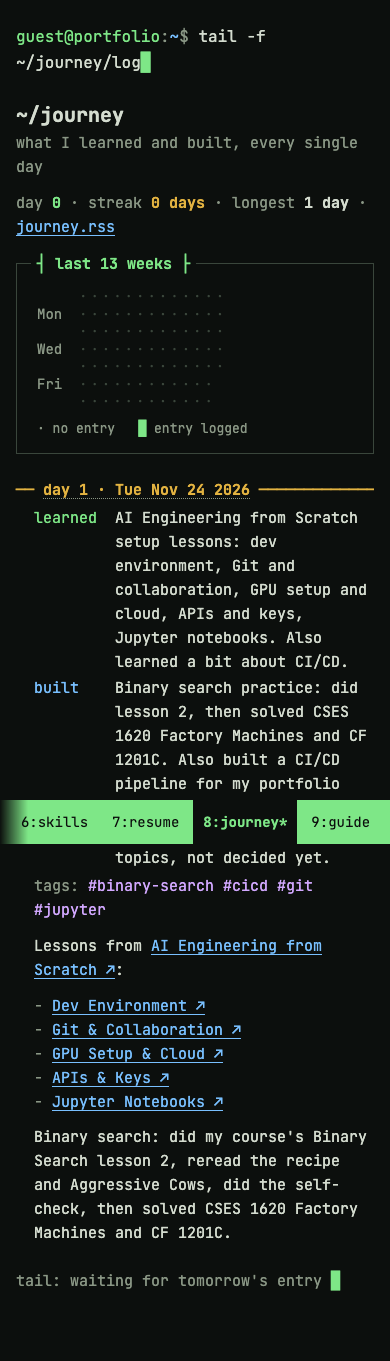 guest@portfolio:~$ tail -f
~/journey/log
~/journey
what I learned and built, every single
day
day 0 · streak 0 days · longest 1 day ·
journey.rss
last 13 weeks
Mon
Wed
Fri
· no entry █ entry logged
day 1 · Tue Nov 24 2026
learned AI Engineering from Scratch
setup lessons: dev
environment, Git and
collaboration, GPU setup and
cloud, APIs and keys,
Jupyter notebooks. Also
learned a bit about CI/CD.
built Binary search practice: did
lesson 2, then solved CSES
1620 Factory Machines and CF
1201C. Also built a CI/CD
pipeline for my portfolio
6:skills 7:resume 8:journey* 9:guide
topics, not decided yet.
tags: #binary-search #cicd #git
#jupyter
Lessons from AI Engineering from
Scratch ↗:
- Dev Environment ↗
- Git & Collaboration ↗
- GPU Setup & Cloud ↗
- APIs & Keys ↗
- Jupyter Notebooks ↗
Binary search: did my course's Binary
Search lesson 2, reread the recipe
and Aggressive Cows, did the self-
check, then solved CSES 1620 Factory
Machines and CF 1201C.
tail: waiting for tomorrow's entry